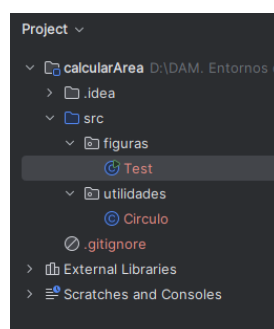 Project
calcularArea D:\DAM. Entornos
.idea
src
figuras
Test
utilidades
Circulo
.gitignore
External Libraries
Scratches and Consoles